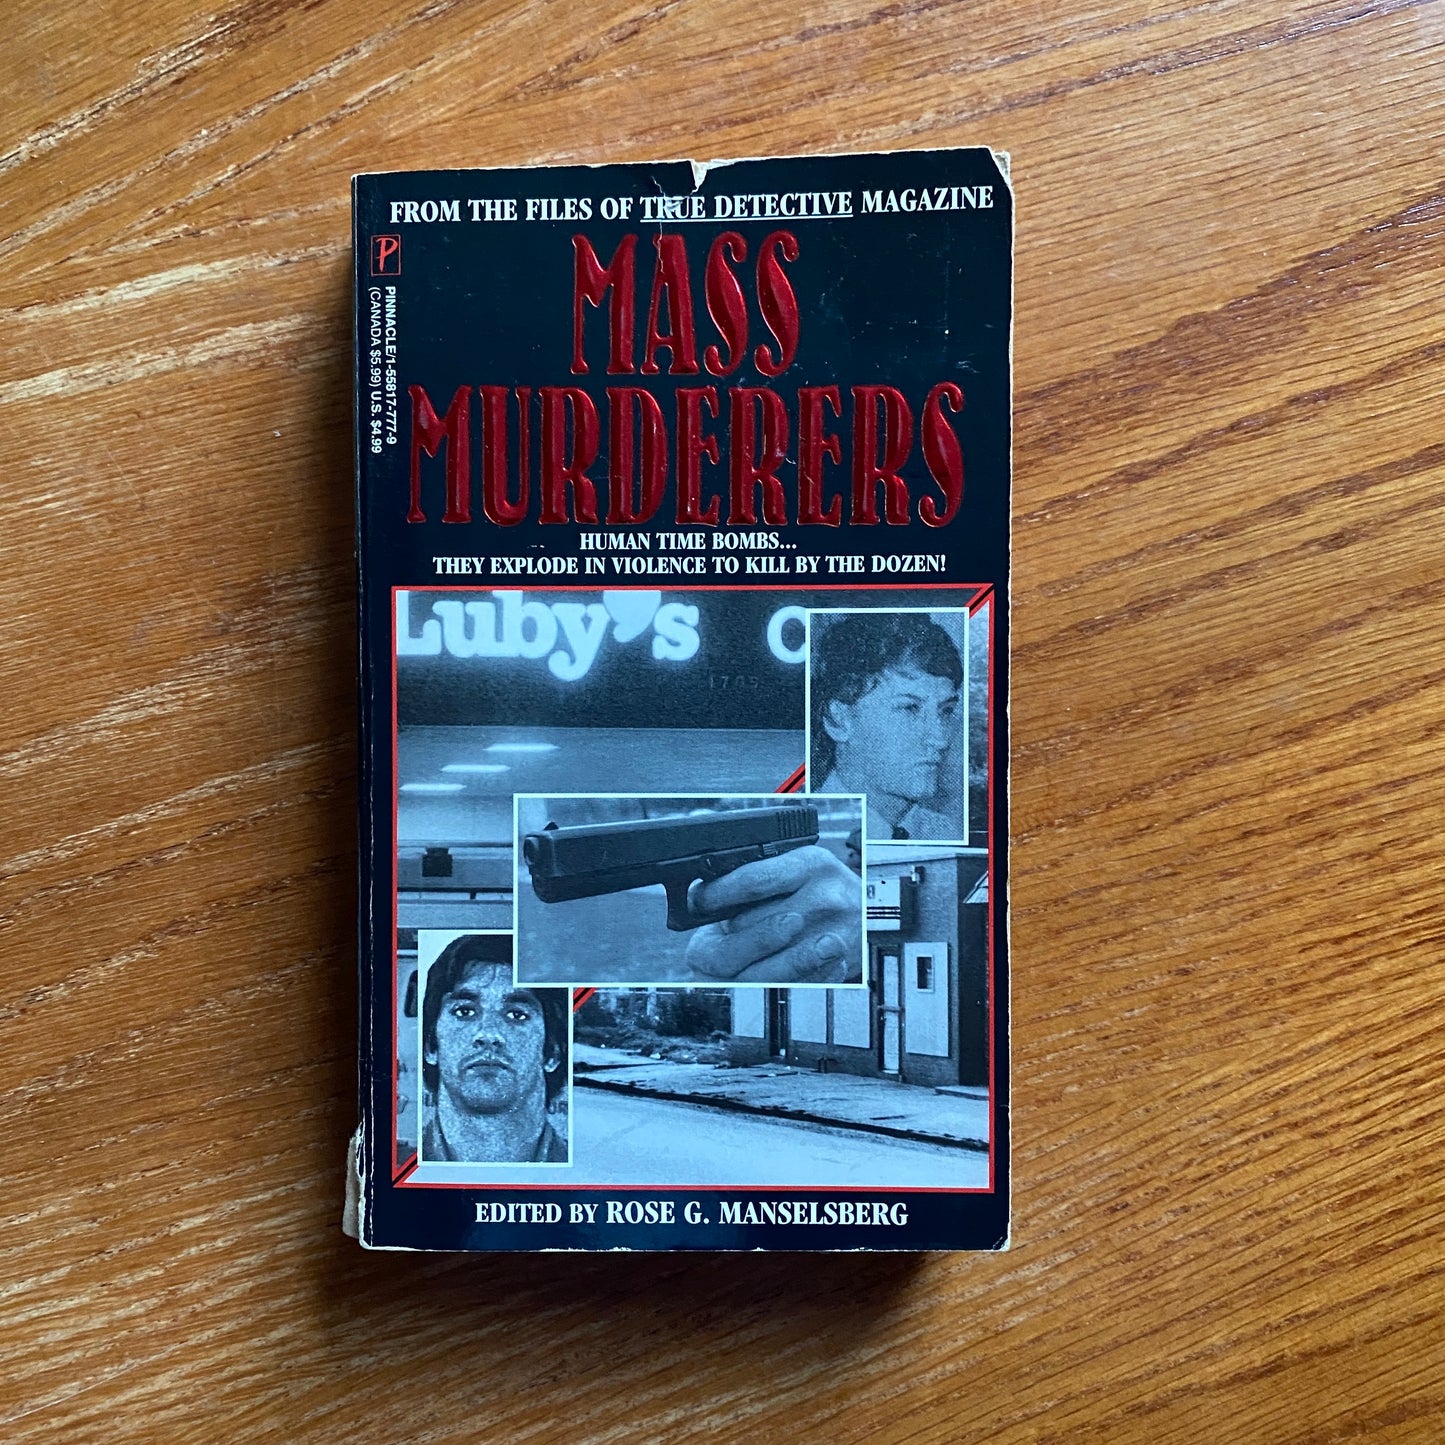 FROM THE FILES OF TRUE DETECTIVE MAGAZINE
P
PINNACLE/1-55817-777-9
(CANADA $5.99) U.S. $4.99
MASS
MURDERERS
HUMAN TIME BOMBS...
THEY EXPLODE IN VIOLENCE TO KILL BY THE DOZEN!
Luby's C
1705
EDITED BY ROSE G. MANSELSBERG